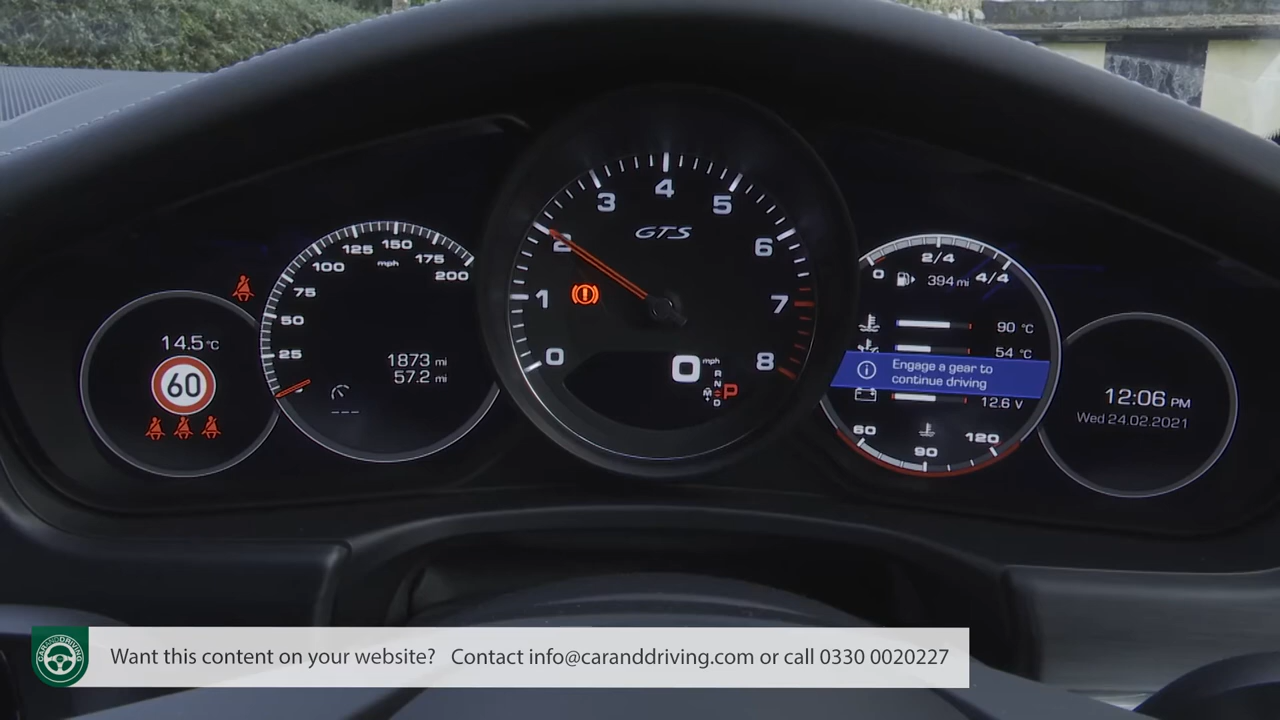 14.5°C
60
25
50
75
100
125
150
175
200
mph
1873 mi
57.2 mi
---
0
1
2
3
4
5
6
7
8
GTS
0 mph
R
N
D
M
P
0
2/4
4/4
394 mi
90 °C
54 °C
Engage a gear to
continue driving
12.6 V
60
90
120
12:06 PM
Wed 24.02.2021
CARANDDRIVING
Want this content on your website? Contact info@caranddriving.com or call 0330 0020227